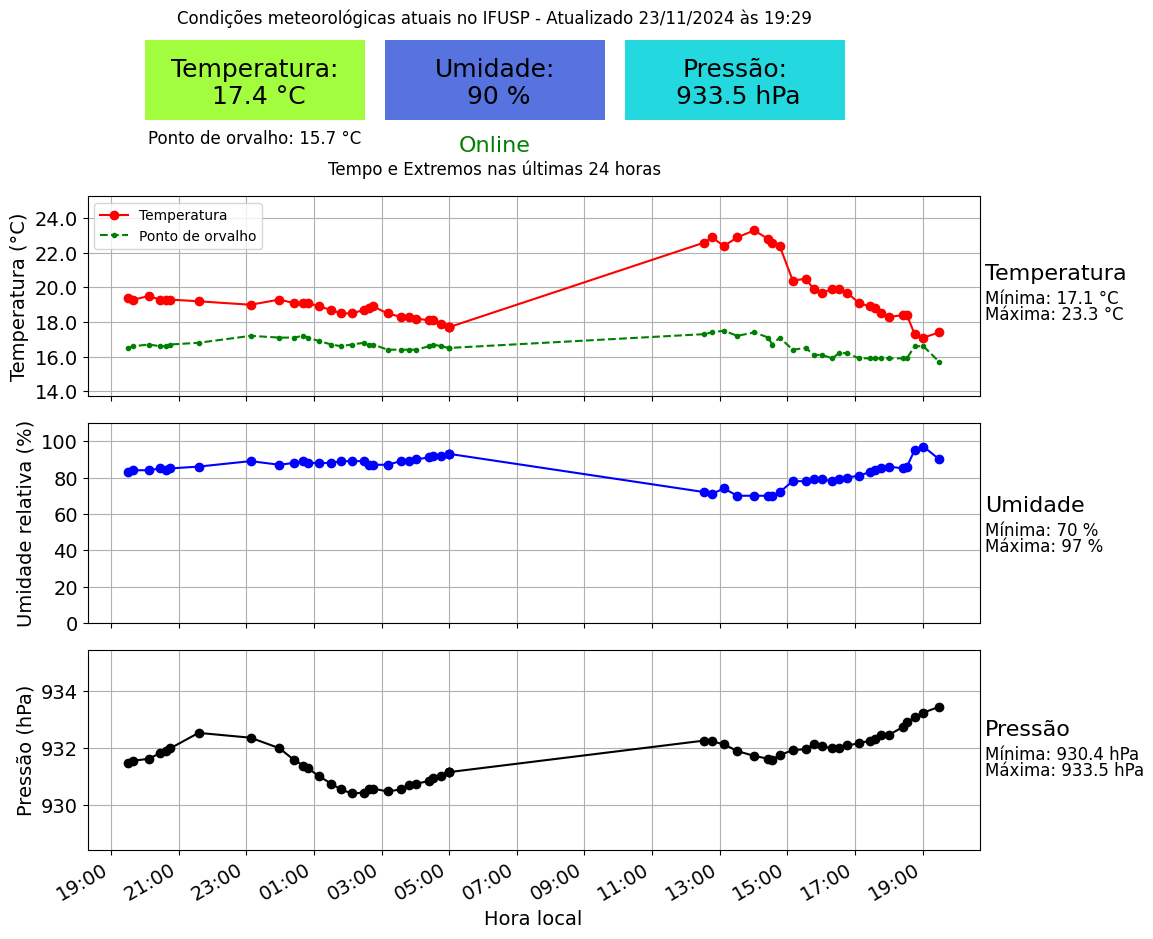 Condições meteorológicas atuais no IFUSP - Atualizado 23/11/2024 às 19:29
Temperatura:
17.4 °C
Umidade:
90 %
Pressão:
933.5 hPa
Ponto de orvalho: 15.7 °C
Online
Tempo e Extremos nas últimas 24 horas
Temperatura (°C)
24.0
22.0
20.0
18.0
16.0
14.0
Temperatura
Ponto de orvalho
Temperatura
Mínima: 17.1 °C
Máxima: 23.3 °C
Umidade relativa (%)
100
80
60
40
20
0
Umidade
Mínima: 70 %
Máxima: 97 %
Pressão (hPa)
934
932
930
Pressão
Mínima: 930.4 hPa
Máxima: 933.5 hPa
19:00
21:00
23:00
01:00
03:00
05:00
07:00
09:00
11:00
13:00
15:00
17:00
19:00
Hora local